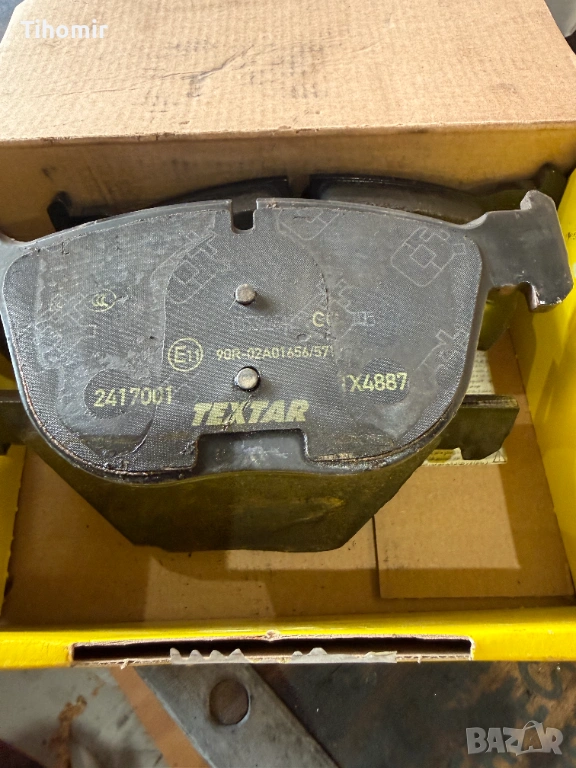 Tihomir
E11
90R-02A01656/57
2417001
TEXTAR
TX4887
BAZAR